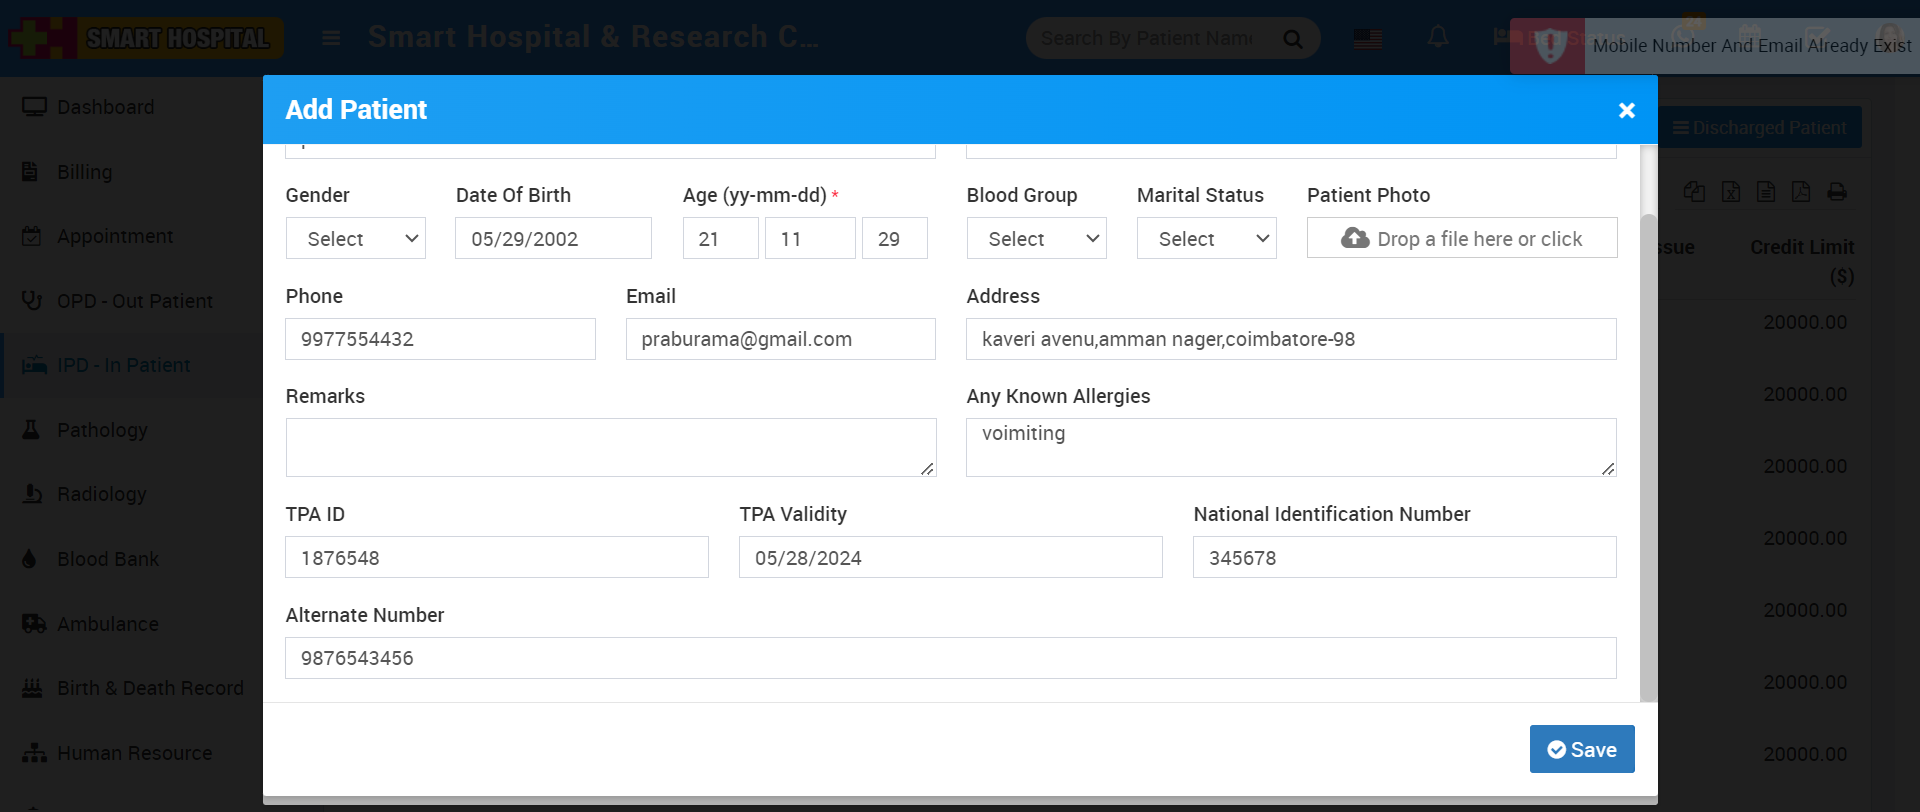 SMART HOSPITAL
Smart Hospital & Research C...
Search By Patient Name
Bed Status
24
Mobile Number And Email Already Exist
Add Patient
×
Discharged Patient
Dashboard
Billing
Appointment
OPD - Out Patient
IPD - In Patient
Pathology
Radiology
Blood Bank
Ambulance
Birth & Death Record
Human Resource
Gender
Date Of Birth
Age (yy-mm-dd) *
Blood Group
Marital Status
Patient Photo
Select
05/29/2002
21
11
29
Select
Select
Drop a file here or click
Phone
Email
Address
9977554432
praburama@gmail.com
kaveri avenu,amman nager,coimbatore-98
Remarks
Any Known Allergies
voimiting
TPA ID
TPA Validity
National Identification Number
1876548
05/28/2024
345678
Alternate Number
9876543456
Save
ssue
Credit Limit
($)
20000.00
20000.00
20000.00
20000.00
20000.00
20000.00
20000.00